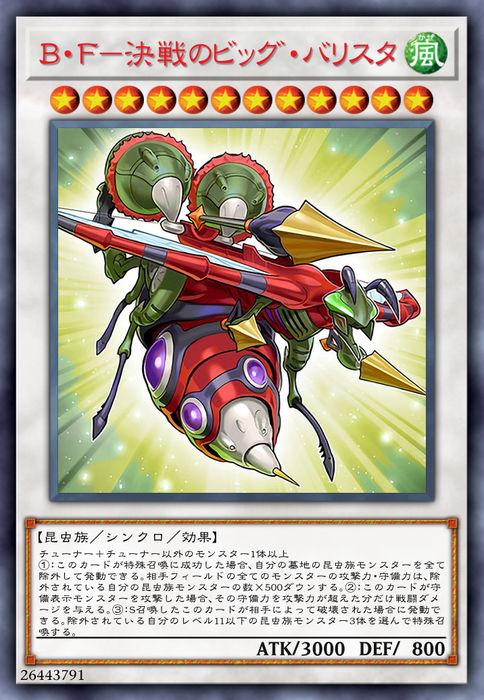 B・F－決戦のビッグ・バリスタ
かぜ
風
【昆虫族／シンクロ／効果】
チューナー＋チューナー以外のモンスター1体以上
①：このカードが特殊召喚に成功した場合、自分の墓地の昆虫族モンスターを全て
除外して発動できる。相手フィールドの全てのモンスターの攻撃力・守備力は、除
外されている自分の昆虫族モンスターの数×500ダウンする。②：このカードが守
備表示モンスターを攻撃した場合、その守備力を攻撃力が超えた分だけ戦闘ダメ
ージを与える。③：S召喚したこのカードが相手によって破壊された場合に発動で
きる。除外されている自分のレベル11以下の昆虫族モンスター3体を選んで特殊召
喚する。
ATK/3000 DEF/ 800
26443791